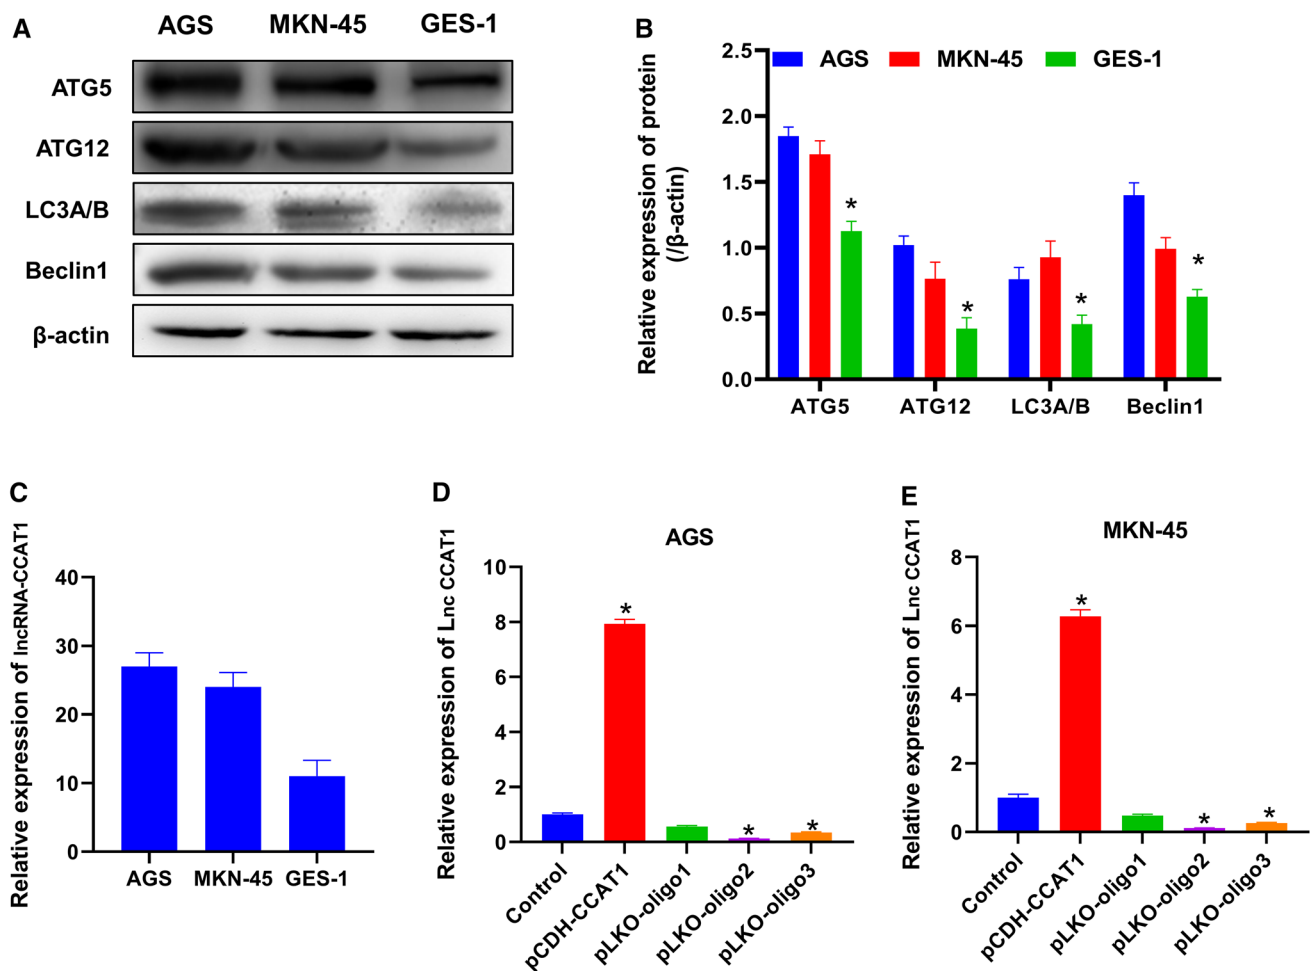 A
AGS MKN-45 GES-1
ATG5
ATG12
LC3A/B
Beclin1
β-actin
B
Relative expression of protein
(/β-actin)
2.5
2.0
1.5
1.0
0.5
0.0
AGS MKN-45 GES-1
* * * *
ATG5 ATG12 LC3A/B Beclin1
C
Relative expression of lncRNA-CCAT1
40
30
20
10
0
AGS MKN-45 GES-1
D
AGS
Relative expression of Lnc CCAT1
10
8
6
4
2
0
* * *
Control
pCDH-CCAT1
pLKO-oligo1
pLKO-oligo2
pLKO-oligo3
E
MKN-45
Relative expression of Lnc CCAT1
8
6
4
2
0
* * *
Control
pCDH-CCAT1
pLKO-oligo1
pLKO-oligo2
pLKO-oligo3